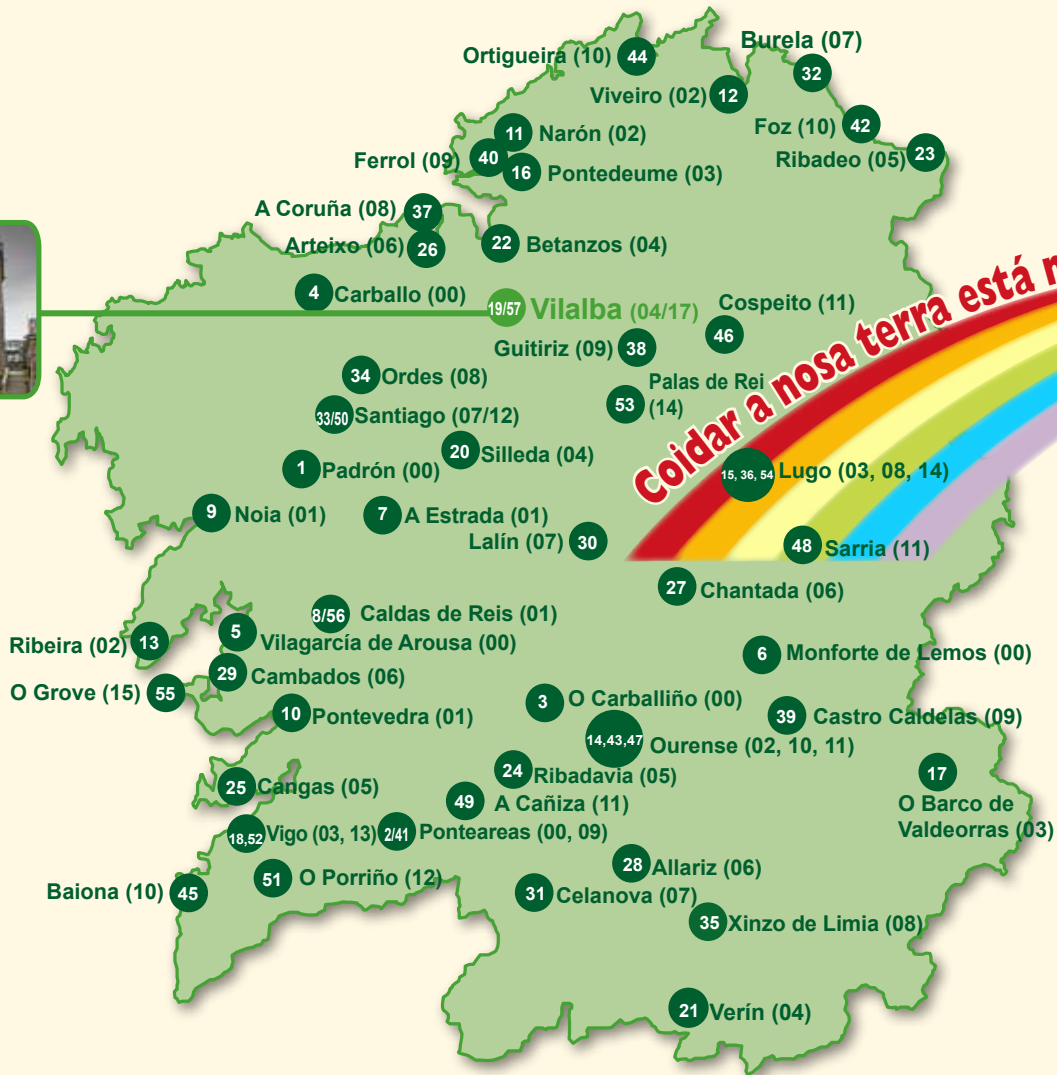 Burela (07)
Ortigueira (10) 44
32
Viveiro (02) 12
11 Narón (02)
Foz (10) 42
Ferrol (09) 40
Ribadeo (05) 23
16 Pontedeume (03)
A Coruña (08) 37
Arteixo (06) 26
22 Betanzos (04)
4 Carballo (00)
19/57 Vilalba (04/17)
Cospeito (11)
46
Guitiriz (09) 38
34 Ordes (08)
Palas de Rei
53 (14)
33/50 Santiago (07/12)
Coidar a nosa terra está
20 Silleda (04)
1 Padrón (00)
15, 36, 54 Lugo (03, 08, 14)
9 Noia (01)
7 A Estrada (01)
Lalín (07) 30
48 Sarria (11)
27 Chantada (06)
8/56 Caldas de Reis (01)
Ribeira (02) 13
5 Vilagarcía de Arousa (00)
6 Monforte de Lemos (00)
29 Cambados (06)
O Grove (15) 55
3 O Carballiño (00)
10 Pontevedra (01)
39 Castro Caldelas (09)
14,43,47 Ourense (02, 10, 11)
24 Ribadavia (05)
17
O Barco de
Valdeorras (03)
25 Cangas (05)
49 A Cañiza (11)
18,52 Vigo (03, 13)
2/41 Ponteareas (00, 09)
28 Allariz (06)
Baiona (10) 45
51 O Porriño (12)
31 Celanova (07)
35 Xinzo de Limia (08)
21 Verín (04)